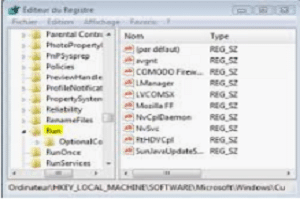 Éditeur du Registre
Fichier Edition Affichage Favoris ?
Parental Contro
PhotoPropertyl
PnPSysprep
Policies
PreviewHandle
ProfileNotificat
PropertySystem
Reliability
RenameFiles
Run
OptionalCo
RunOnce
RunServices
Nom
Type
(par défaut) REG_SZ
avgnt REG_SZ
COMODO Firew... REG_SZ
LManager REG_SZ
LVCOMSX REG_SZ
Mozilla FF REG_SZ
NvCplDaemon REG_SZ
NvSvc REG_SZ
RtHDVCpl REG_SZ
SunJavaUpdateS... REG_SZ
Ordinateur\HKEY_LOCAL_MACHINE\SOFTWARE\Microsoft\Windows\Cu